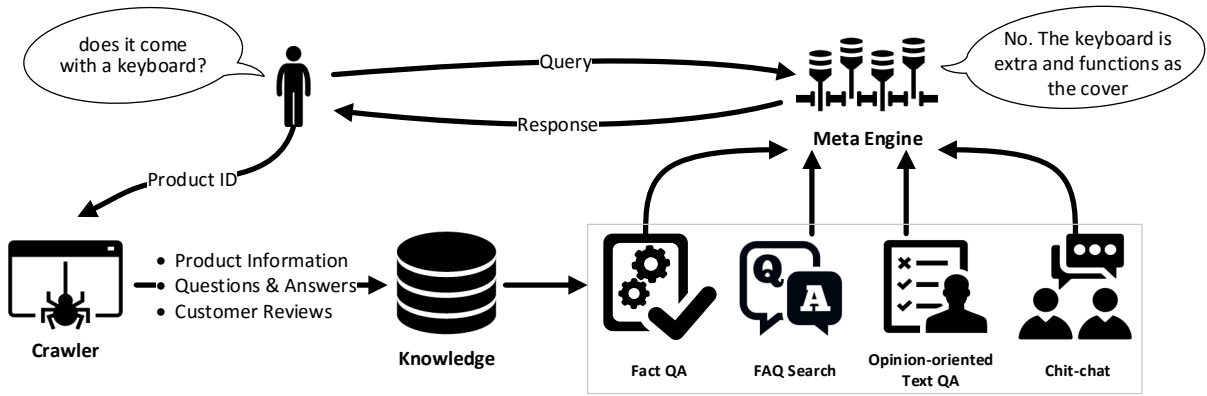 does it come
with a keyboard?
Query
No. The keyboard is
extra and functions as
the cover
Response
Meta Engine
Product ID
• Product Information
• Questions & Answers
• Customer Reviews
Crawler
Knowledge
Q
A
Fact QA
FAQ Search
Opinion-oriented
Text QA
Chit-chat